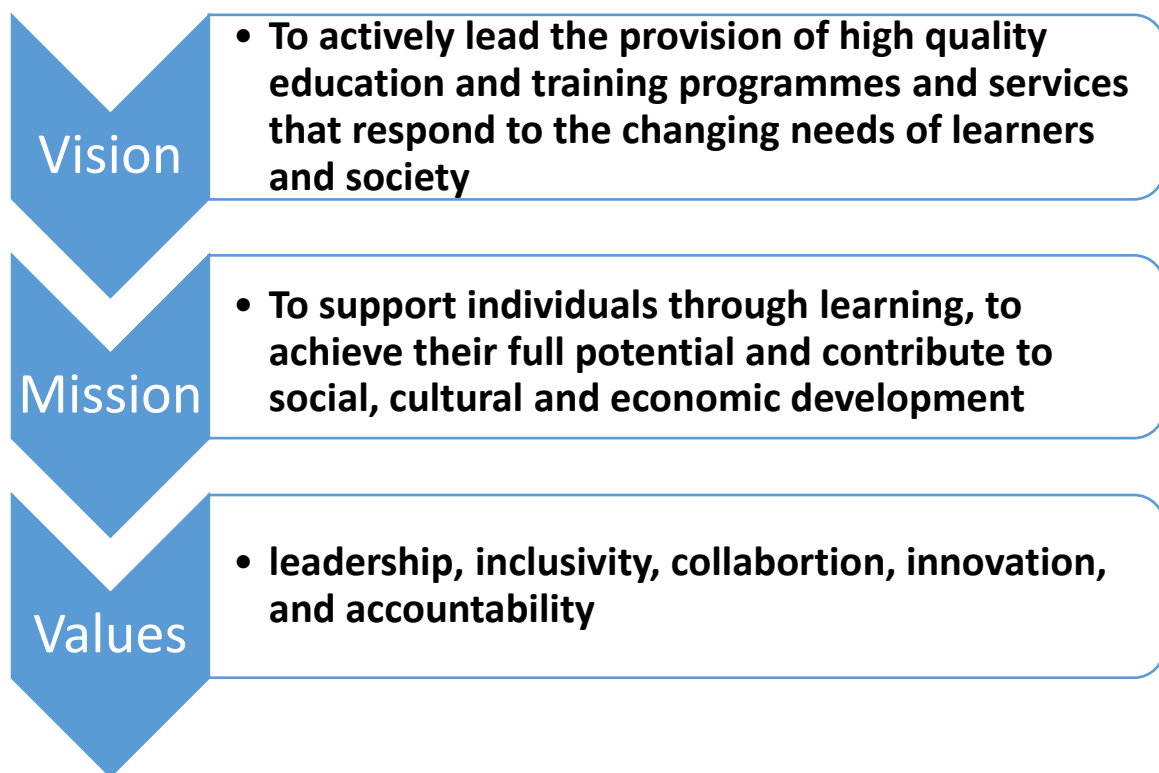 Vision
• To actively lead the provision of high quality
education and training programmes and services
that respond to the changing needs of learners
and society
Mission
• To support individuals through learning, to
achieve their full potential and contribute to
social, cultural and economic development
Values
• leadership, inclusivity, collabortion, innovation,
and accountability